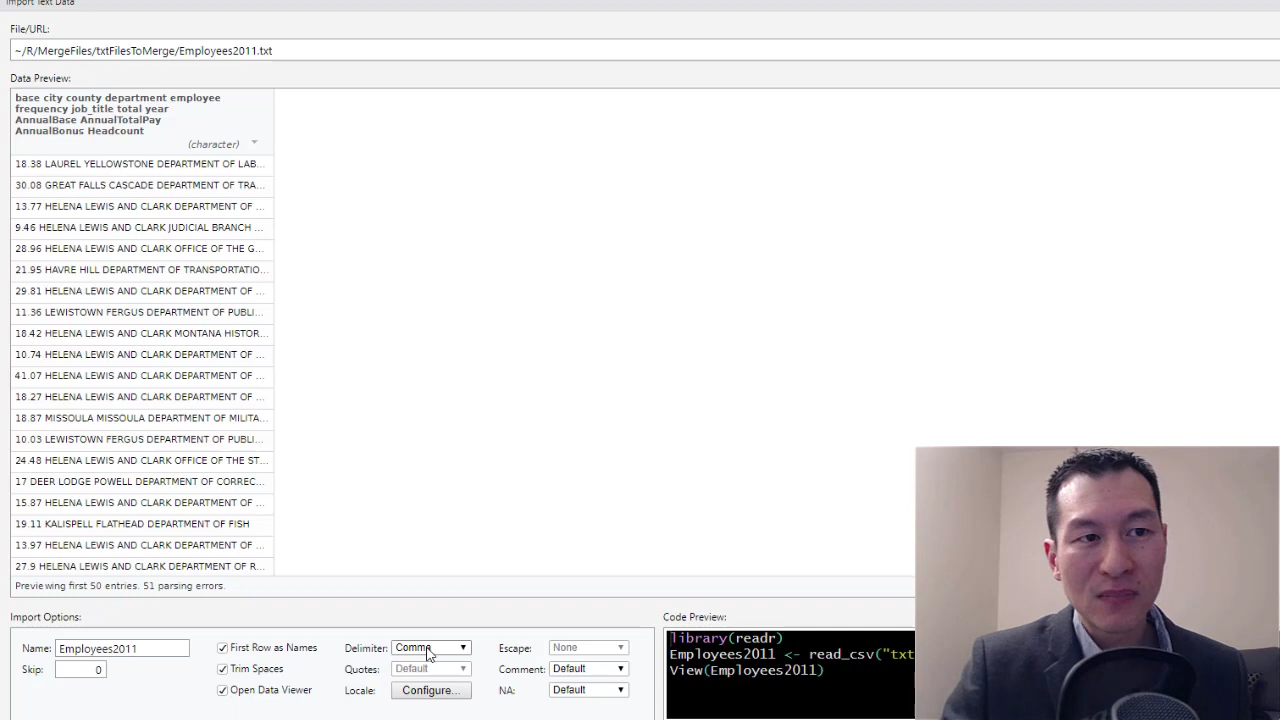 Import Text Data
File/URL:
~/R/MergeFiles/txtFilesToMerge/Employees2011.txt
Data Preview:
base city county department employee
frequency job_title total year
AnnualBase AnnualTotalPay
AnnualBonus Headcount
(character)
18.38 LAUREL YELLOWSTONE DEPARTMENT OF LAB...
30.08 GREAT FALLS CASCADE DEPARTMENT OF TRA...
13.77 HELENA LEWIS AND CLARK DEPARTMENT OF ...
9.46 HELENA LEWIS AND CLARK JUDICIAL BRANCH ...
28.96 HELENA LEWIS AND CLARK OFFICE OF THE G...
21.95 HAVRE HILL DEPARTMENT OF TRANSPORTATIO...
29.81 HELENA LEWIS AND CLARK DEPARTMENT OF ...
11.36 LEWISTOWN FERGUS DEPARTMENT OF PUBLI...
18.42 HELENA LEWIS AND CLARK MONTANA HISTOR...
10.74 HELENA LEWIS AND CLARK DEPARTMENT OF ...
41.07 HELENA LEWIS AND CLARK DEPARTMENT OF ...
18.27 HELENA LEWIS AND CLARK DEPARTMENT OF ...
18.87 MISSOULA MISSOULA DEPARTMENT OF MILITA...
10.03 LEWISTOWN FERGUS DEPARTMENT OF PUBLI...
24.48 HELENA LEWIS AND CLARK OFFICE OF THE ST...
17 DEER LODGE POWELL DEPARTMENT OF CORREC...
15.87 HELENA LEWIS AND CLARK DEPARTMENT OF ...
19.11 KALISPELL FLATHEAD DEPARTMENT OF FISH
13.97 HELENA LEWIS AND CLARK DEPARTMENT OF ...
27.9 HELENA LEWIS AND CLARK DEPARTMENT OF R...
Previewing first 50 entries. 51 parsing errors.
Import Options:
Name: Employees2011
Skip: 0
First Row as Names
Trim Spaces
Open Data Viewer
Delimiter: Comma
Quotes: Default
Locale: Configure...
Escape: None
Comment: Default
NA: Default
Code Preview:
library(readr)
Employees2011 <- read_csv("txt
View(Employees2011)